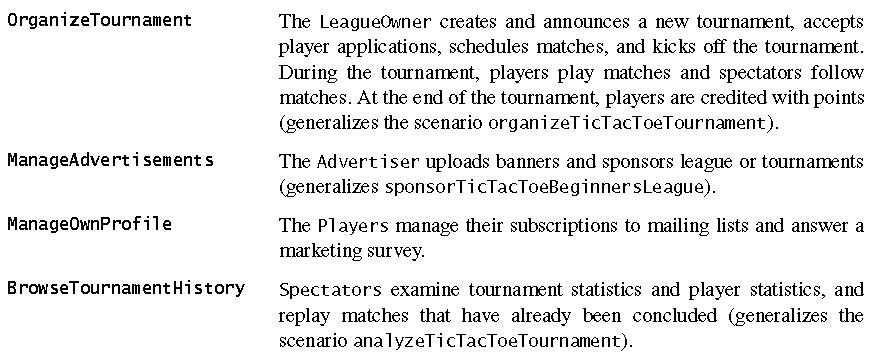 OrganizeTournament The LeagueOwner creates and announces a new tournament, accepts
player applications, schedules matches, and kicks off the tournament.
During the tournament, players play matches and spectators follow
matches. At the end of the tournament, players are credited with points
(generalizes the scenario organizeTicTacToeTournament).
ManageAdvertisements The Advertiser uploads banners and sponsors league or tournaments
(generalizes sponsorTicTacToeBeginnersLeague).
ManageOwnProfile The Players manage their subscriptions to mailing lists and answer a
marketing survey.
BrowseTournamentHistory Spectators examine tournament statistics and player statistics, and
replay matches that have already been concluded (generalizes the
scenario analyzeTicTacToeTournament).